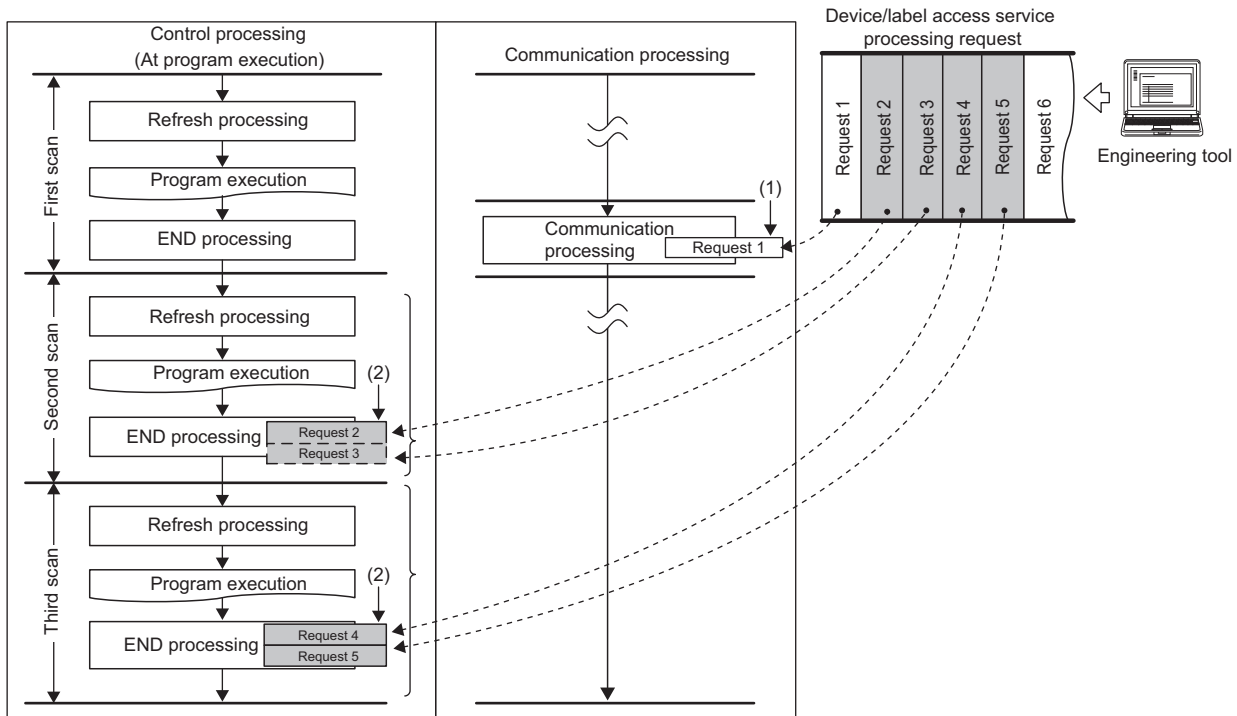 Control processing
(At program execution)
Communication processing
Device/label access service
processing request
Request 1
Request 2
Request 3
Request 4
Request 5
Request 6
Engineering tool
First scan
Refresh processing
Program execution
END processing
(1)
Communication
processing
Request 1
Second scan
Refresh processing
Program execution
(2)
END processing
Request 2
Request 3
Third scan
Refresh processing
Program execution
(2)
END processing
Request 4
Request 5